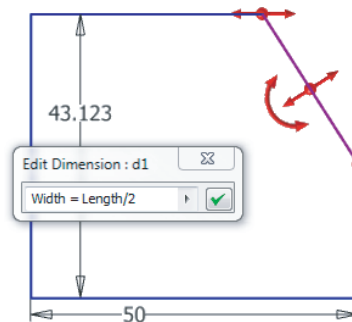 43.123
Edit Dimension : d1
Width = Length/2
50